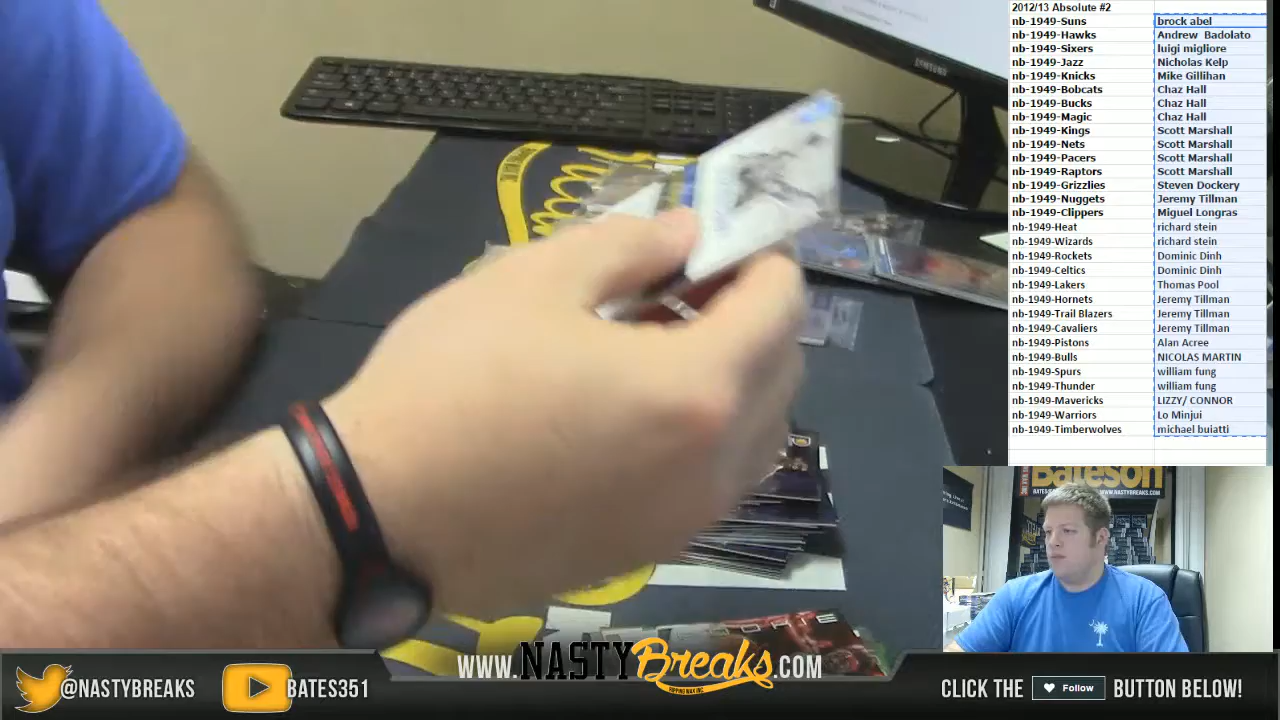 2012/13 Absolute #2
nb-1949-Suns brock abel
nb-1949-Hawks Andrew Badolato
nb-1949-Sixers luigi migliore
nb-1949-Jazz Nicholas Kelp
nb-1949-Knicks Mike Gillihan
nb-1949-Bobcats Chaz Hall
nb-1949-Bucks Chaz Hall
nb-1949-Magic Chaz Hall
nb-1949-Kings Scott Marshall
nb-1949-Nets Scott Marshall
nb-1949-Pacers Scott Marshall
nb-1949-Raptors Scott Marshall
nb-1949-Grizzlies Steven Dockery
nb-1949-Nuggets Jeremy Tillman
nb-1949-Clippers Miguel Longras
nb-1949-Heat richard stein
nb-1949-Wizards richard stein
nb-1949-Rockets Dominic Dinh
nb-1949-Celtics Dominic Dinh
nb-1949-Lakers Thomas Pool
nb-1949-Hornets Jeremy Tillman
nb-1949-Trail Blazers Jeremy Tillman
nb-1949-Cavaliers Jeremy Tillman
nb-1949-Pistons Alan Acree
nb-1949-Bulls NICOLAS MARTIN
nb-1949-Spurs william fung
nb-1949-Thunder william fung
nb-1949-Mavericks LIZZY/ CONNOR
nb-1949-Warriors Lo Minjui
nb-1949-Timberwolves michael buiatti
SAMSUNG
Bateson
@NASTYBREAKS
BATES351
WWW.NASTYBreaks.COM
RIPPING WAX INC.
CLICK THE Follow BUTTON BELOW!